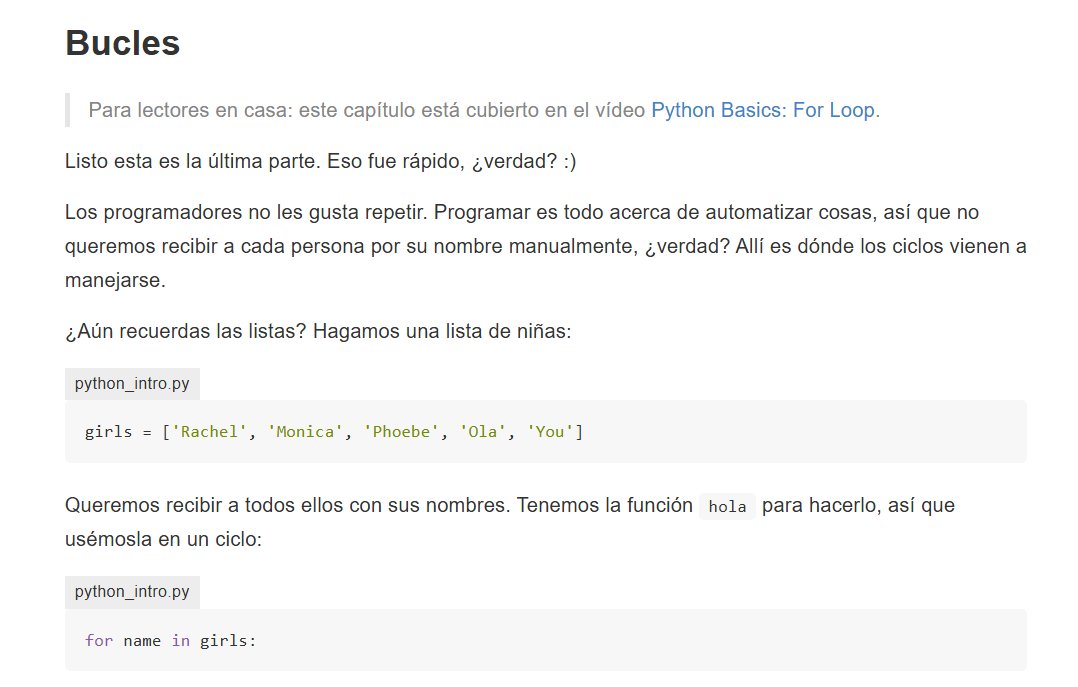 Bucles
Para lectores en casa: este capítulo está cubierto en el vídeo Python Basics: For Loop.
Listo esta es la última parte. Eso fue rápido, ¿verdad? :)
Los programadores no les gusta repetir. Programar es todo acerca de automatizar cosas, así que no
queremos recibir a cada persona por su nombre manualmente, ¿verdad? Allí es dónde los ciclos vienen a
manejarse.
¿Aún recuerdas las listas? Hagamos una lista de niñas:
python_intro.py
girls = ['Rachel', 'Monica', 'Phoebe', 'Ola', 'You']
Queremos recibir a todos ellos con sus nombres. Tenemos la función hola para hacerlo, así que
usémosla en un ciclo:
python_intro.py
for name in girls: